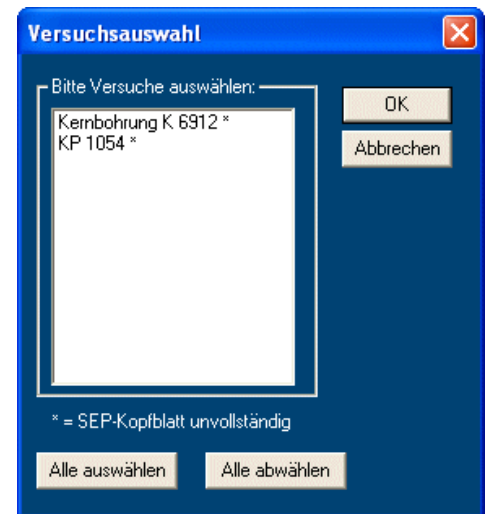 Versuchsauswahl
Bitte Versuche auswählen:
Kernbohrung K 6912 *
KP 1054 *
OK
Abbrechen
* = SEP-Kopfblatt unvollständig
Alle auswählen
Alle abwählen